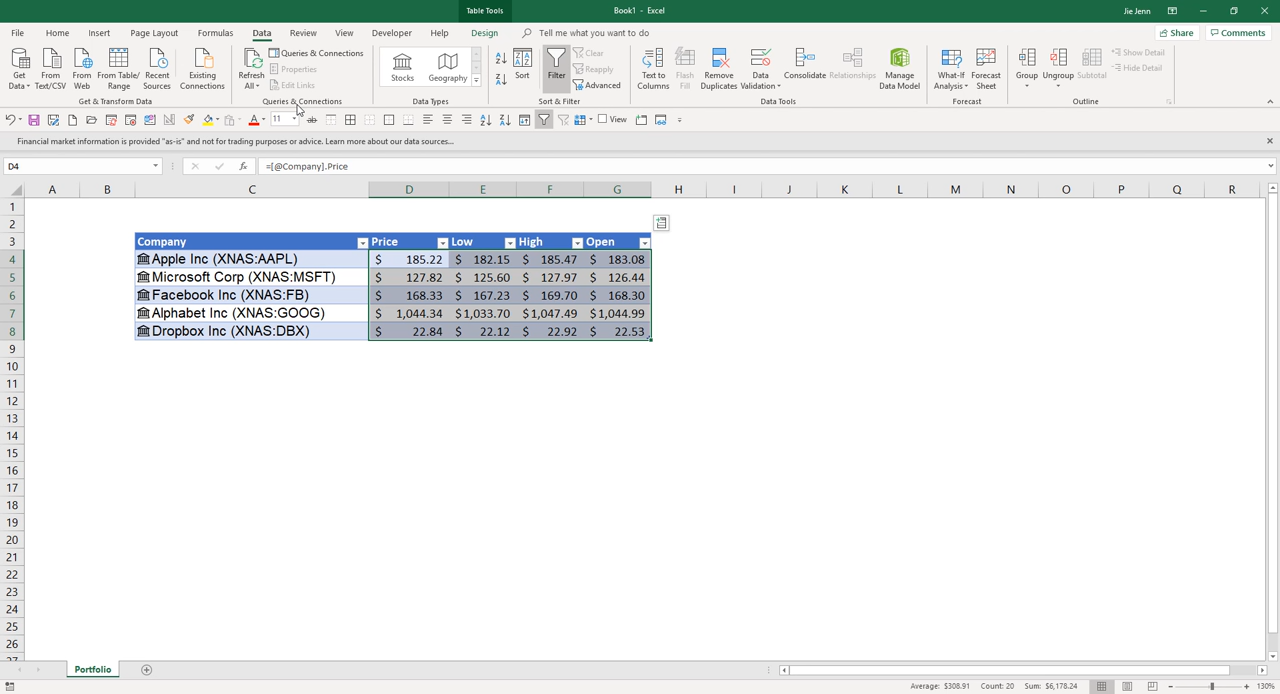 Table Tools
Book1 - Excel
Jie Jenn
File Home Insert Page Layout Formulas Data Review View Developer Help Design Tell me what you want to do Share Comments
Get Data From Text/CSV From Web From Table/ Range Recent Sources Existing Connections
Get & Transform Data
Refresh All Queries & Connections Properties Edit Links
Queries & Connections
Stocks Geography
Data Types
Sort Filter Clear Reapply Advanced
Sort & Filter
Text to Columns Flash Fill Remove Duplicates Data Validation Consolidate Relationships Manage Data Model
Data Tools
What-If Analysis Forecast Sheet
Forecast
Group Ungroup Subtotal Show Detail Hide Detail
Outline
11 ab View
Financial market information is provided "as-is" and not for trading purposes or advice. Learn more about our data sources...
D4 fx =[@Company].Price
A B C D E F G H I J K L M N O P Q R
1
2
3 Company Price Low High Open
4 Apple Inc (XNAS:AAPL) $ 185.22 $ 182.15 $ 185.47 $ 183.08
5 Microsoft Corp (XNAS:MSFT) $ 127.82 $ 125.60 $ 127.97 $ 126.44
6 Facebook Inc (XNAS:FB) $ 168.33 $ 167.23 $ 169.70 $ 168.30
7 Alphabet Inc (XNAS:GOOG) $ 1,044.34 $1,033.70 $1,047.49 $1,044.99
8 Dropbox Inc (XNAS:DBX) $ 22.84 $ 22.12 $ 22.92 $ 22.53
9
10
11
12
13
14
15
16
17
18
19
20
21
22
23
24
25
26
27
Portfolio
Average: $308.91 Count: 20 Sum: $6,178.24 130%